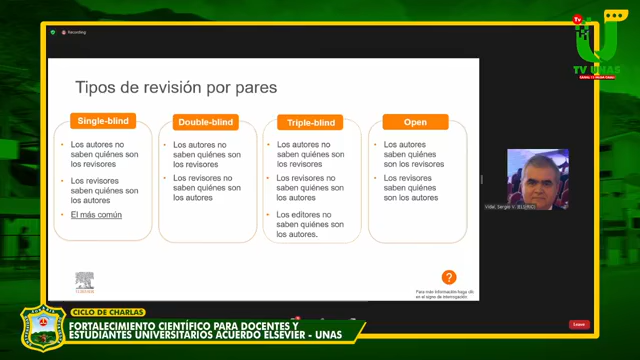 Recording
Tv
TV UNAS
Tipos de revisión por pares
Single-blind
Los autores no
saben quiénes son
los revisores
Los revisores
saben quiénes son
los autores
El más común
Double-blind
Los autores no
saben quiénes son
los revisores
Los revisores no
saben quiénes son
los autores
Triple-blind
Los autores no
saben quiénes son
los revisores
Los revisores no
saben quiénes son
los autores
Los editores no
saben quiénes son
los autores.
Open
Los autores
saben quiénes son
los revisores
Los revisores
saben quiénes son
los autores
ELSEVIER
?
Para más información haga clic
en el signo de interrogación
Vidal, Sergio V. (ELS-RIO)
Leave
CICLO DE CHARLAS
FORTALECIMIENTO CIENTÍFICO PARA DOCENTES Y
ESTUDIANTES UNIVERSITARIOS ACUERDO ELSEVIER - UNAS